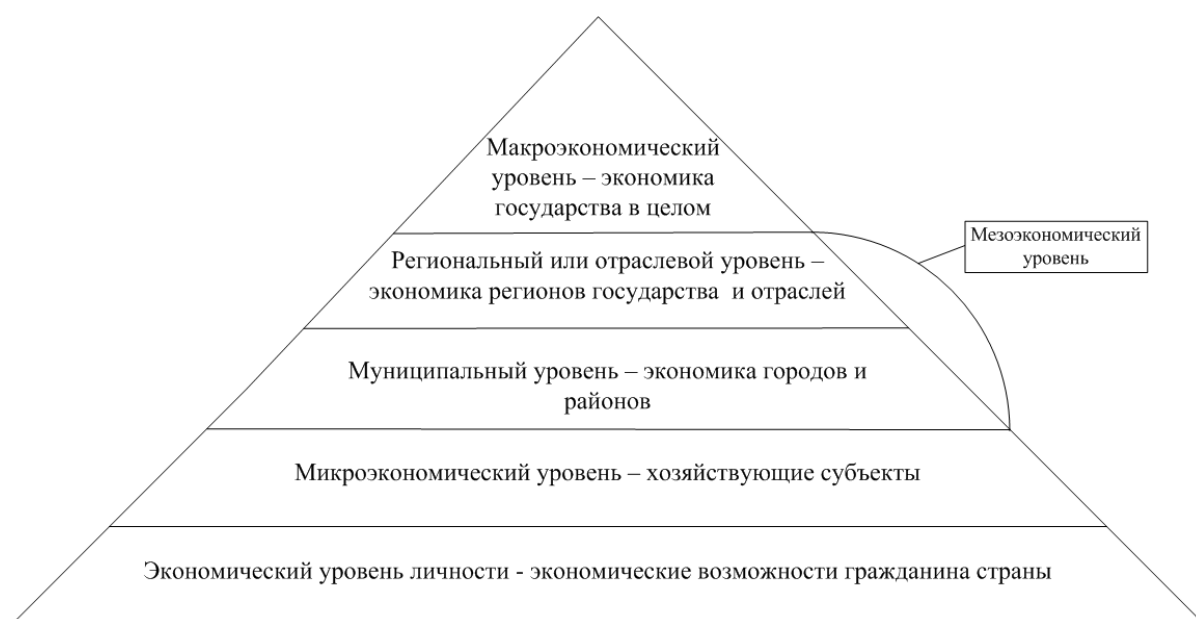 Макроэкономический
уровень – экономика
государства в целом
Мезоэкономический
уровень
Региональный или отраслевой уровень –
экономика регионов государства  и отраслей
Муниципальный уровень – экономика городов и
районов
Микроэкономический уровень – хозяйствующие субъекты
Экономический уровень личности - экономические возможности гражданина страны